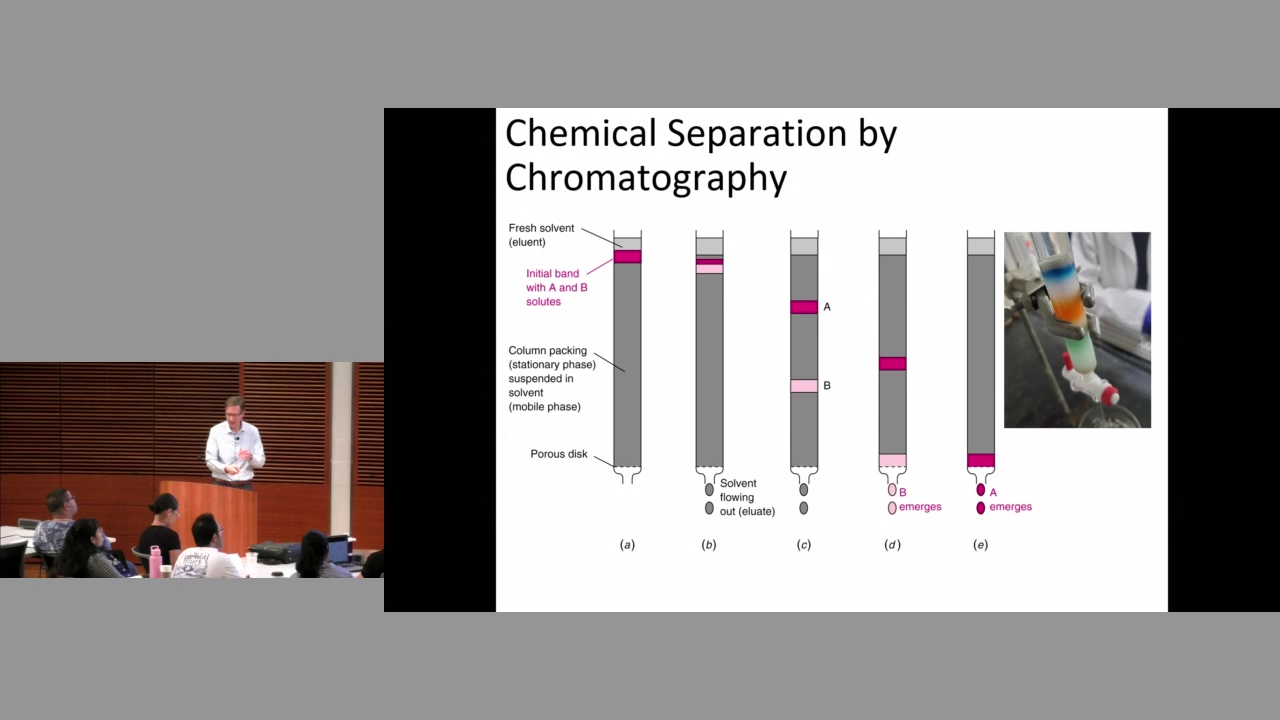 Chemical Separation by
Chromatography
Fresh solvent
(eluent)
Initial band
with A and B
solutes
Column packing
(stationary phase)
suspended in
solvent
(mobile phase)
Porous disk
A
B
Solvent
flowing
out (eluate)
B
emerges
A
emerges
(a)
(b)
(c)
(d)
(e)